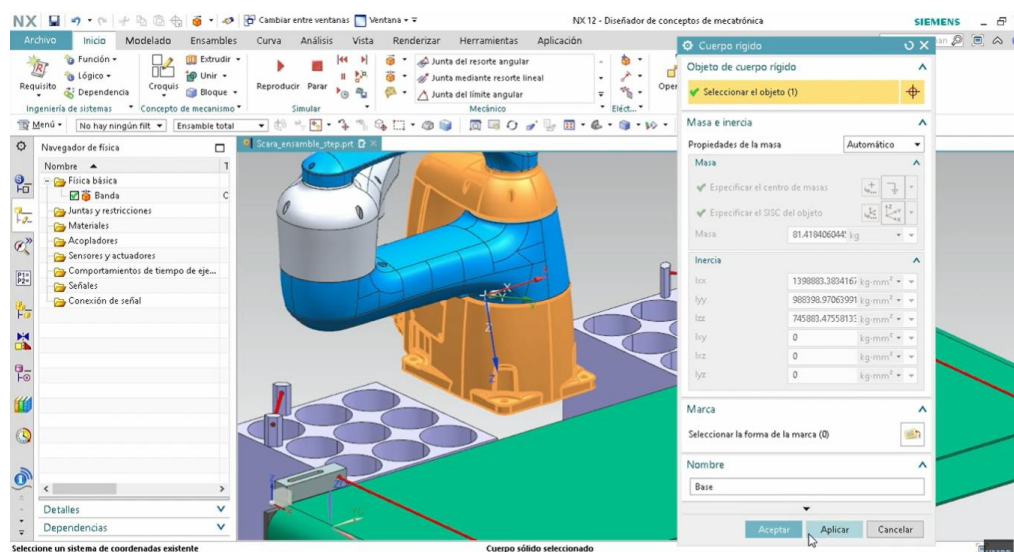 NX
Cambiar entre ventanas
Ventana
NX 12 - Diseñador de conceptos de mecatrónica
SIEMENS
Archivo Inicio Modelado Ensambles Curva Análisis Vista Renderizar Herramientas Aplicación
Función
Lógico
Dependencia
Requisito
Croquis
Extrudir
Unir
Bloque
Reproducir Parar
Junta del resorte angular
Junta mediante resorte lineal
Junta del límite angular
Oper
Ingeniería de sistemas Concepto de mecanismo Simular Mecánico Eléct...
Menú No hay ningún filt Ensamble total
Navegador de física
Scara_ensamble_step.prt
Nombre
Física básica
Banda C
Juntas y restricciones
Materiales
Acopladores
Sensores y actuadores
Comportamientos de tiempo de eje...
Señales
Conexión de señal
Detalles
Dependencias
Cuerpo rígido
Objeto de cuerpo rígido
Seleccionar el objeto (1)
Masa e inercia
Propiedades de la masa Automático
Masa
Especificar el centro de masas
Especificar el SISC del objeto
Masa 81.418406044 kg
Inercia
Ixx 1398883.383416 kg·mm²
Iyy 988398.97063991 kg·mm²
Izz 745883.4755813 kg·mm²
Ixy 0 kg·mm²
Ixz 0 kg·mm²
Iyz 0 kg·mm²
Marca
Seleccionar la forma de la marca (0)
Nombre
Base
Aceptar Aplicar Cancelar
Seleccione un sistema de coordenadas existente
Cuerpo sólido seleccionado